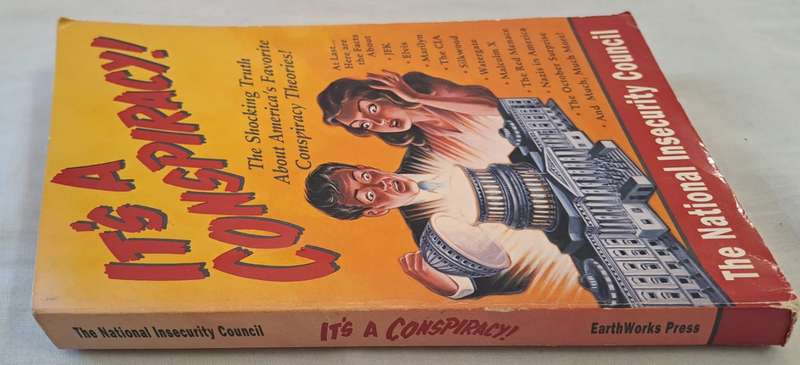 IT'S A
CONSPIRACY!
The Shocking Truth
About America's Favorite
Conspiracy Theories!
At Last...
Here are
the Facts
About
• JFK
• Elvis
• Marilyn
• The CIA
• Silkwood
• Watergate
• Malcolm X
• The Red Menace
• Nazis in America
• The October Surprise
• And Much, Much More!
The National Insecurity Council
The National Insecurity Council
IT'S A CONSPIRACY!
EarthWorks Press